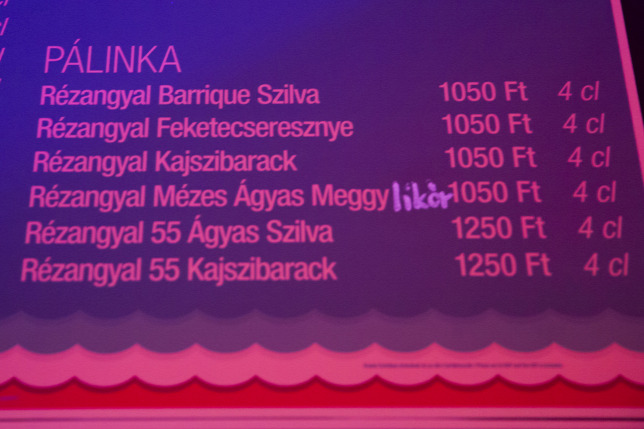 PÁLINKA
Rézangyal Barrique Szilva 1050 Ft 4 cl
Rézangyal Feketecseresznye 1050 Ft 4 cl
Rézangyal Kajszibarack 1050 Ft 4 cl
Rézangyal Mézes Ágyas Meggy likőr 1050 Ft 4 cl
Rézangyal 55 Ágyas Szilva 1250 Ft 4 cl
Rézangyal 55 Kajszibarack 1250 Ft 4 cl